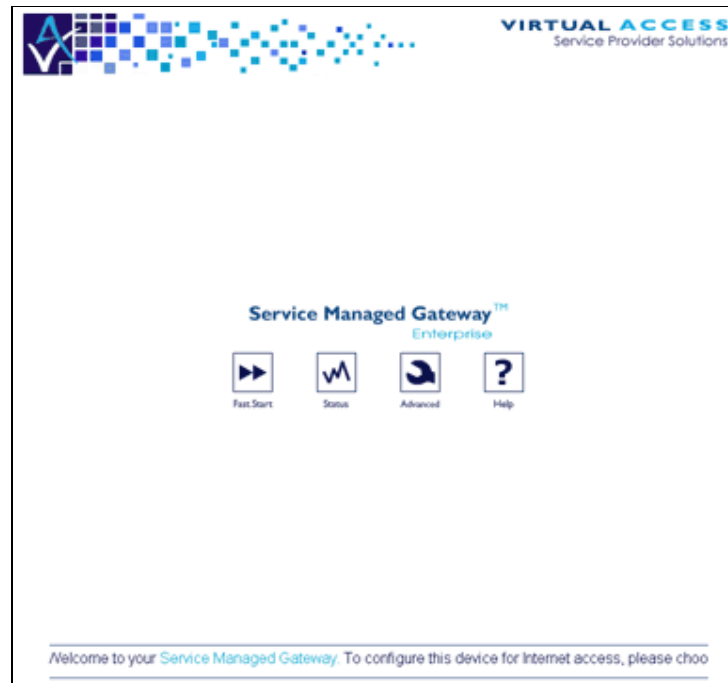 VIRTUAL ACCESS
Service Provider Solutions
Service Managed Gateway™
Enterprise
Fast.Start Status Advanced Help
Welcome to your Service Managed Gateway. To configure this device for Internet access, please choo